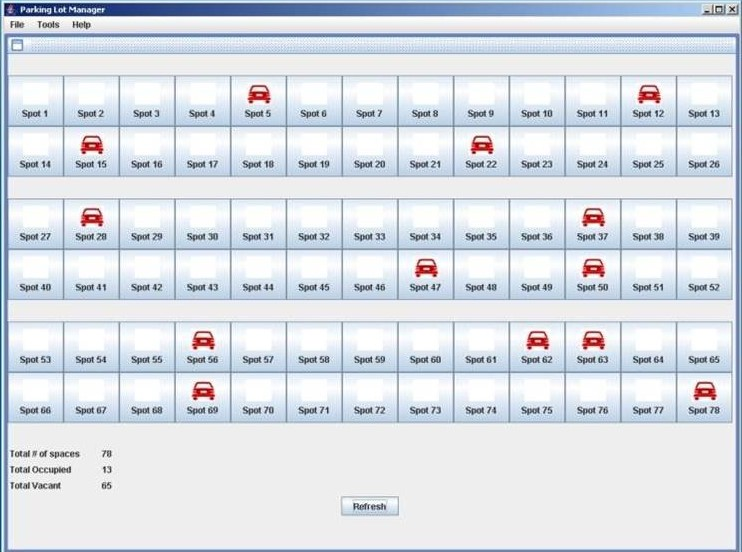 Parking Lot Manager
File Tools Help
Spot 1 Spot 2 Spot 3 Spot 4 Spot 5 Spot 6 Spot 7 Spot 8 Spot 9 Spot 10 Spot 11 Spot 12 Spot 13
Spot 14 Spot 15 Spot 16 Spot 17 Spot 18 Spot 19 Spot 20 Spot 21 Spot 22 Spot 23 Spot 24 Spot 25 Spot 26
Spot 27 Spot 28 Spot 29 Spot 30 Spot 31 Spot 32 Spot 33 Spot 34 Spot 35 Spot 36 Spot 37 Spot 38 Spot 39
Spot 40 Spot 41 Spot 42 Spot 43 Spot 44 Spot 45 Spot 46 Spot 47 Spot 48 Spot 49 Spot 50 Spot 51 Spot 52
Spot 53 Spot 54 Spot 55 Spot 56 Spot 57 Spot 58 Spot 59 Spot 60 Spot 61 Spot 62 Spot 63 Spot 64 Spot 65
Spot 66 Spot 67 Spot 68 Spot 69 Spot 70 Spot 71 Spot 72 Spot 73 Spot 74 Spot 75 Spot 76 Spot 77 Spot 78
Total # of spaces 78
Total Occupied 13
Total Vacant 65
Refresh